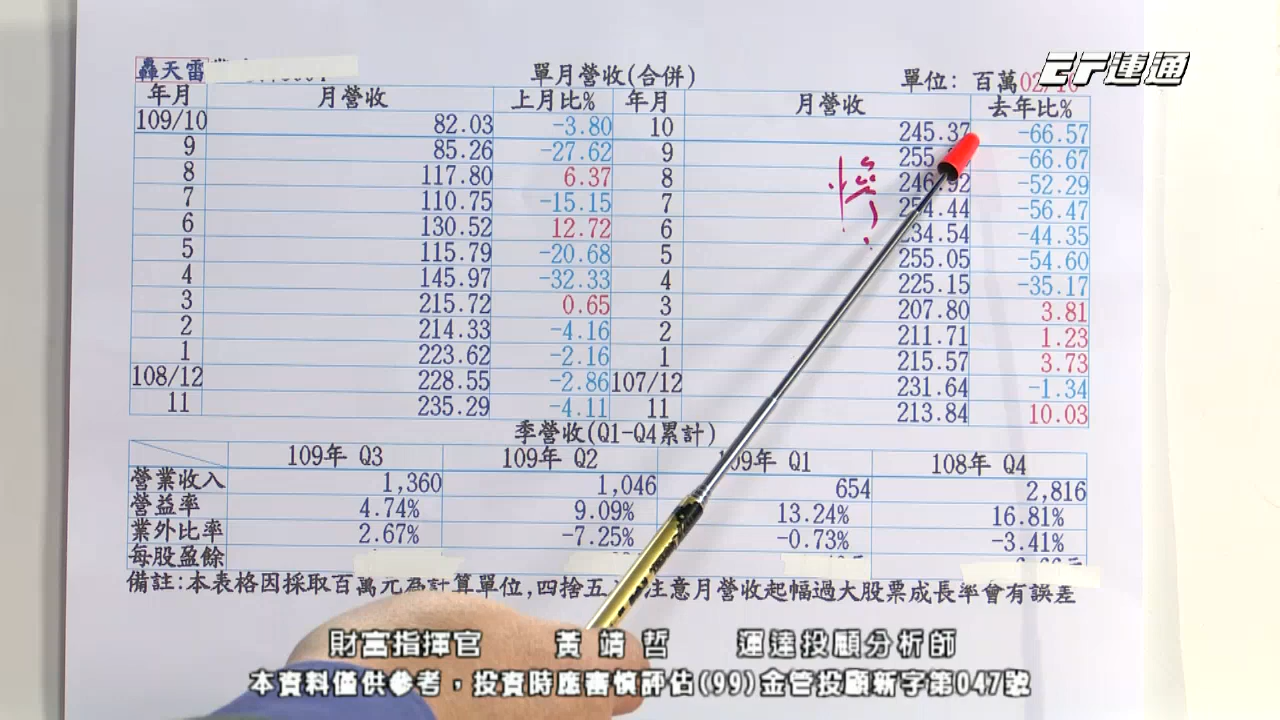 轟天雷 單月營收(合併) 單位: 百萬
年月 月營收 上月比% 年月 月營收 去年比%
109/10 82.03 -3.80 10 245.37 -66.57
9 85.26 -27.62 9 255. -66.67
8 117.80 6.37 8 246.92 -52.29
7 110.75 -15.15 7 254.44 -56.47
6 130.52 12.72 6 234.54 -44.35
5 115.79 -20.68 5 255.05 -54.60
4 145.97 -32.33 4 225.15 -35.17
3 215.72 0.65 3 207.80 3.81
2 214.33 -4.16 2 211.71 1.23
1 223.62 -2.16 1 215.57 3.73
108/12 228.55 -2.86 107/12 231.64 -1.34
11 235.29 -4.11 11 213.84 10.03
季營收(Q1-Q4累計)
109年 Q3 109年 Q2 109年 Q1 108年 Q4
營業收入 1,360 1,046 654 2,816
營益率 4.74% 9.09% 13.24% 16.81%
業外比率 2.67% -7.25% -0.73% -3.41%
每股盈餘
備註:本表格因採取百萬元為計算單位,四捨五 注意月營收起幅過大股票成長率會有誤差
運通
財富指揮官 黃靖哲 運達投顧分析師
本資料僅供參考，投資時應審慎評估(99)金管投顧新字第047號